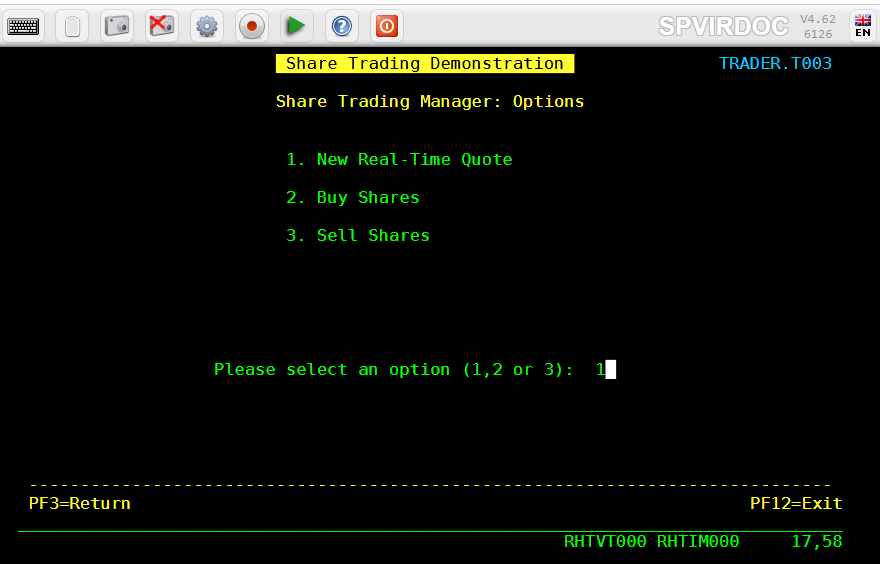 SPVIRDOC V4.62
6126 EN
Share Trading Demonstration TRADER.T003
Share Trading Manager: Options
1. New Real-Time Quote
2. Buy Shares
3. Sell Shares
Please select an option (1,2 or 3): 1
--------------------------------------------------------------------------------
PF3=Return PF12=Exit
RHTVT000 RHTIM000 17,58